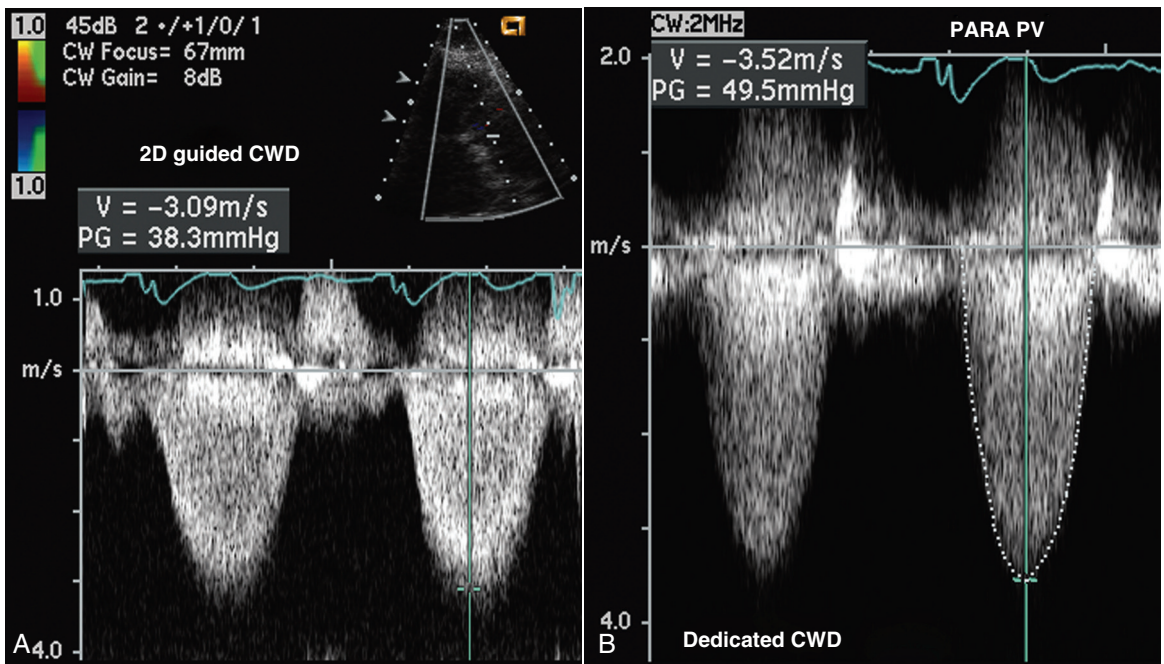 1.0
45dB 2 •/+1/0/ 1
CW Focus= 67mm
CW Gain= 8dB
1.0
2D guided CWD
V = −3.09m/s
PG = 38.3mmHg
1.0
m/s
4.0
A
CW:2MHz
PARA PV
V = −3.52m/s
PG = 49.5mmHg
2.0
m/s
4.0
B
Dedicated CWD